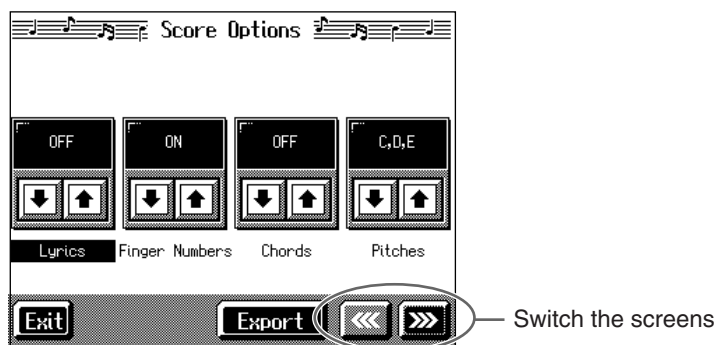 Score Options
OFF ON OFF C,D,E
Lyrics Finger Numbers Chords Pitches
Exit Export <<< >>> Switch the screens